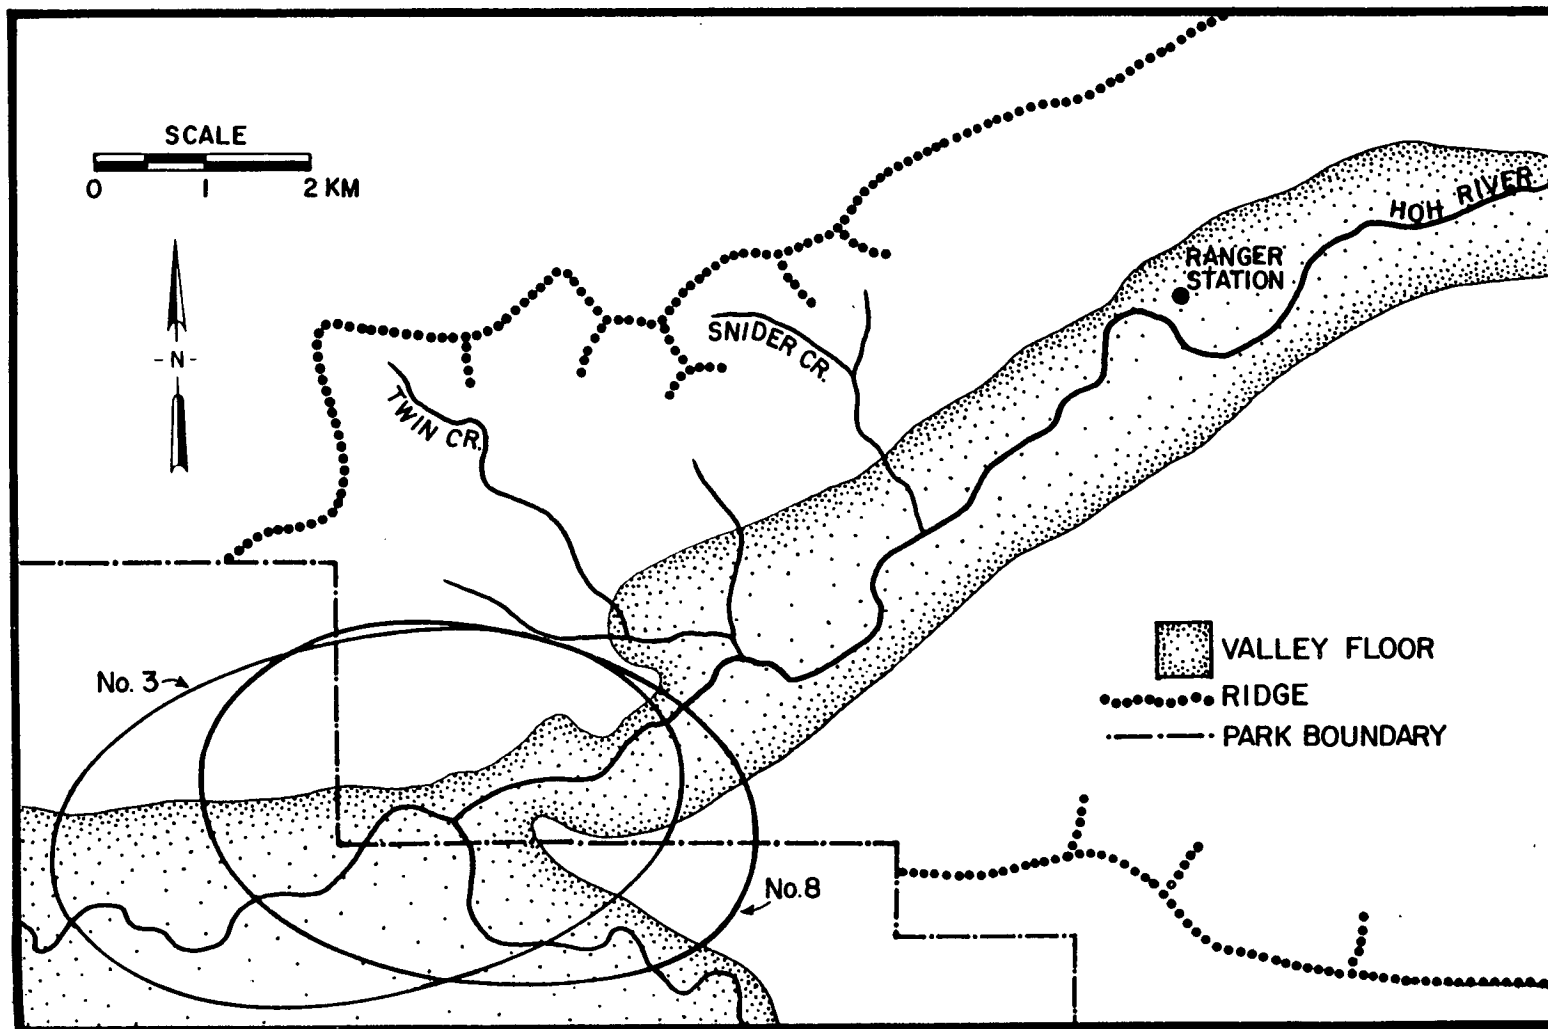 SCALE
0 1 2 KM
HOH RIVER
RANGER
STATION
-N-
SNIDER CR.
TWIN CR.
VALLEY FLOOR
No. 3
RIDGE
PARK BOUNDARY
No. 8